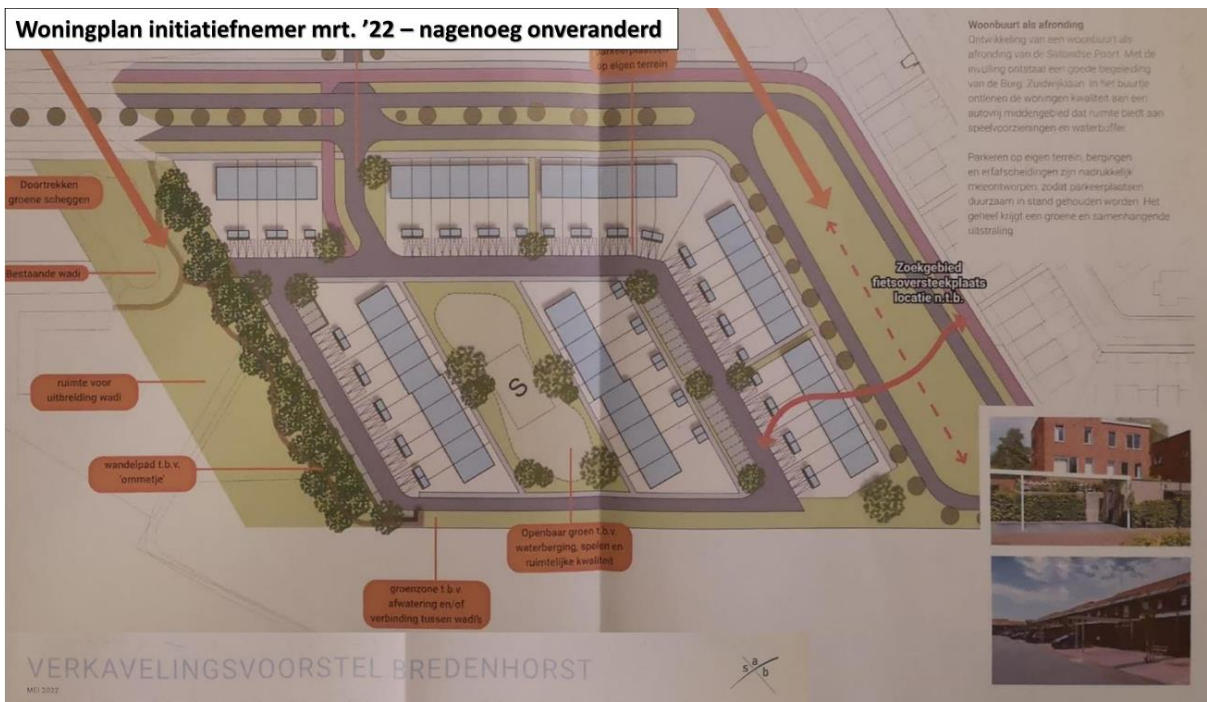 Woningplan initiatiefnemer mrt. ’22 – nagenoeg onveranderd
parkeerplaatsen
op eigen terrein
Woonbuurt als afronding
Ontwikkeling van een woonbuurt als
afronding van de Salandse Poort. Met de
invulling ontstaat een goede begeleiding
van de Burg. Zuidwijklaan. In het buurtje
ontlenen de woningen kwaliteit aan een
autovrij middengebied dat ruimte biedt aan
speelvoorzieningen en waterbuffer.
Parkeren op eigen terrein, bergingen
en erfafscheidingen zijn nadrukkelijk
meeontworpen, zodat parkeerplaatsen
duurzaam in stand gehouden worden. Het
geheel krijgt een groene en samenhangende
uitstraling
Doortrekken
groene scheggen
Bestaande wadi
Zoekgebied
fietsoversteekplaats
locatie n.t.b.
ruimte voor
uitbreiding wadi
S
wandelpad t.b.v.
'ommetje'
Openbaar groen t.b.v.
waterberging, spelen en
ruimtelijke kwaliteit
groenzone t.b.v.
afwatering en/of
verbinding tussen wadi's
VERKAVELINGSVOORSTEL BREDENHORST
MEI 2022
s a b